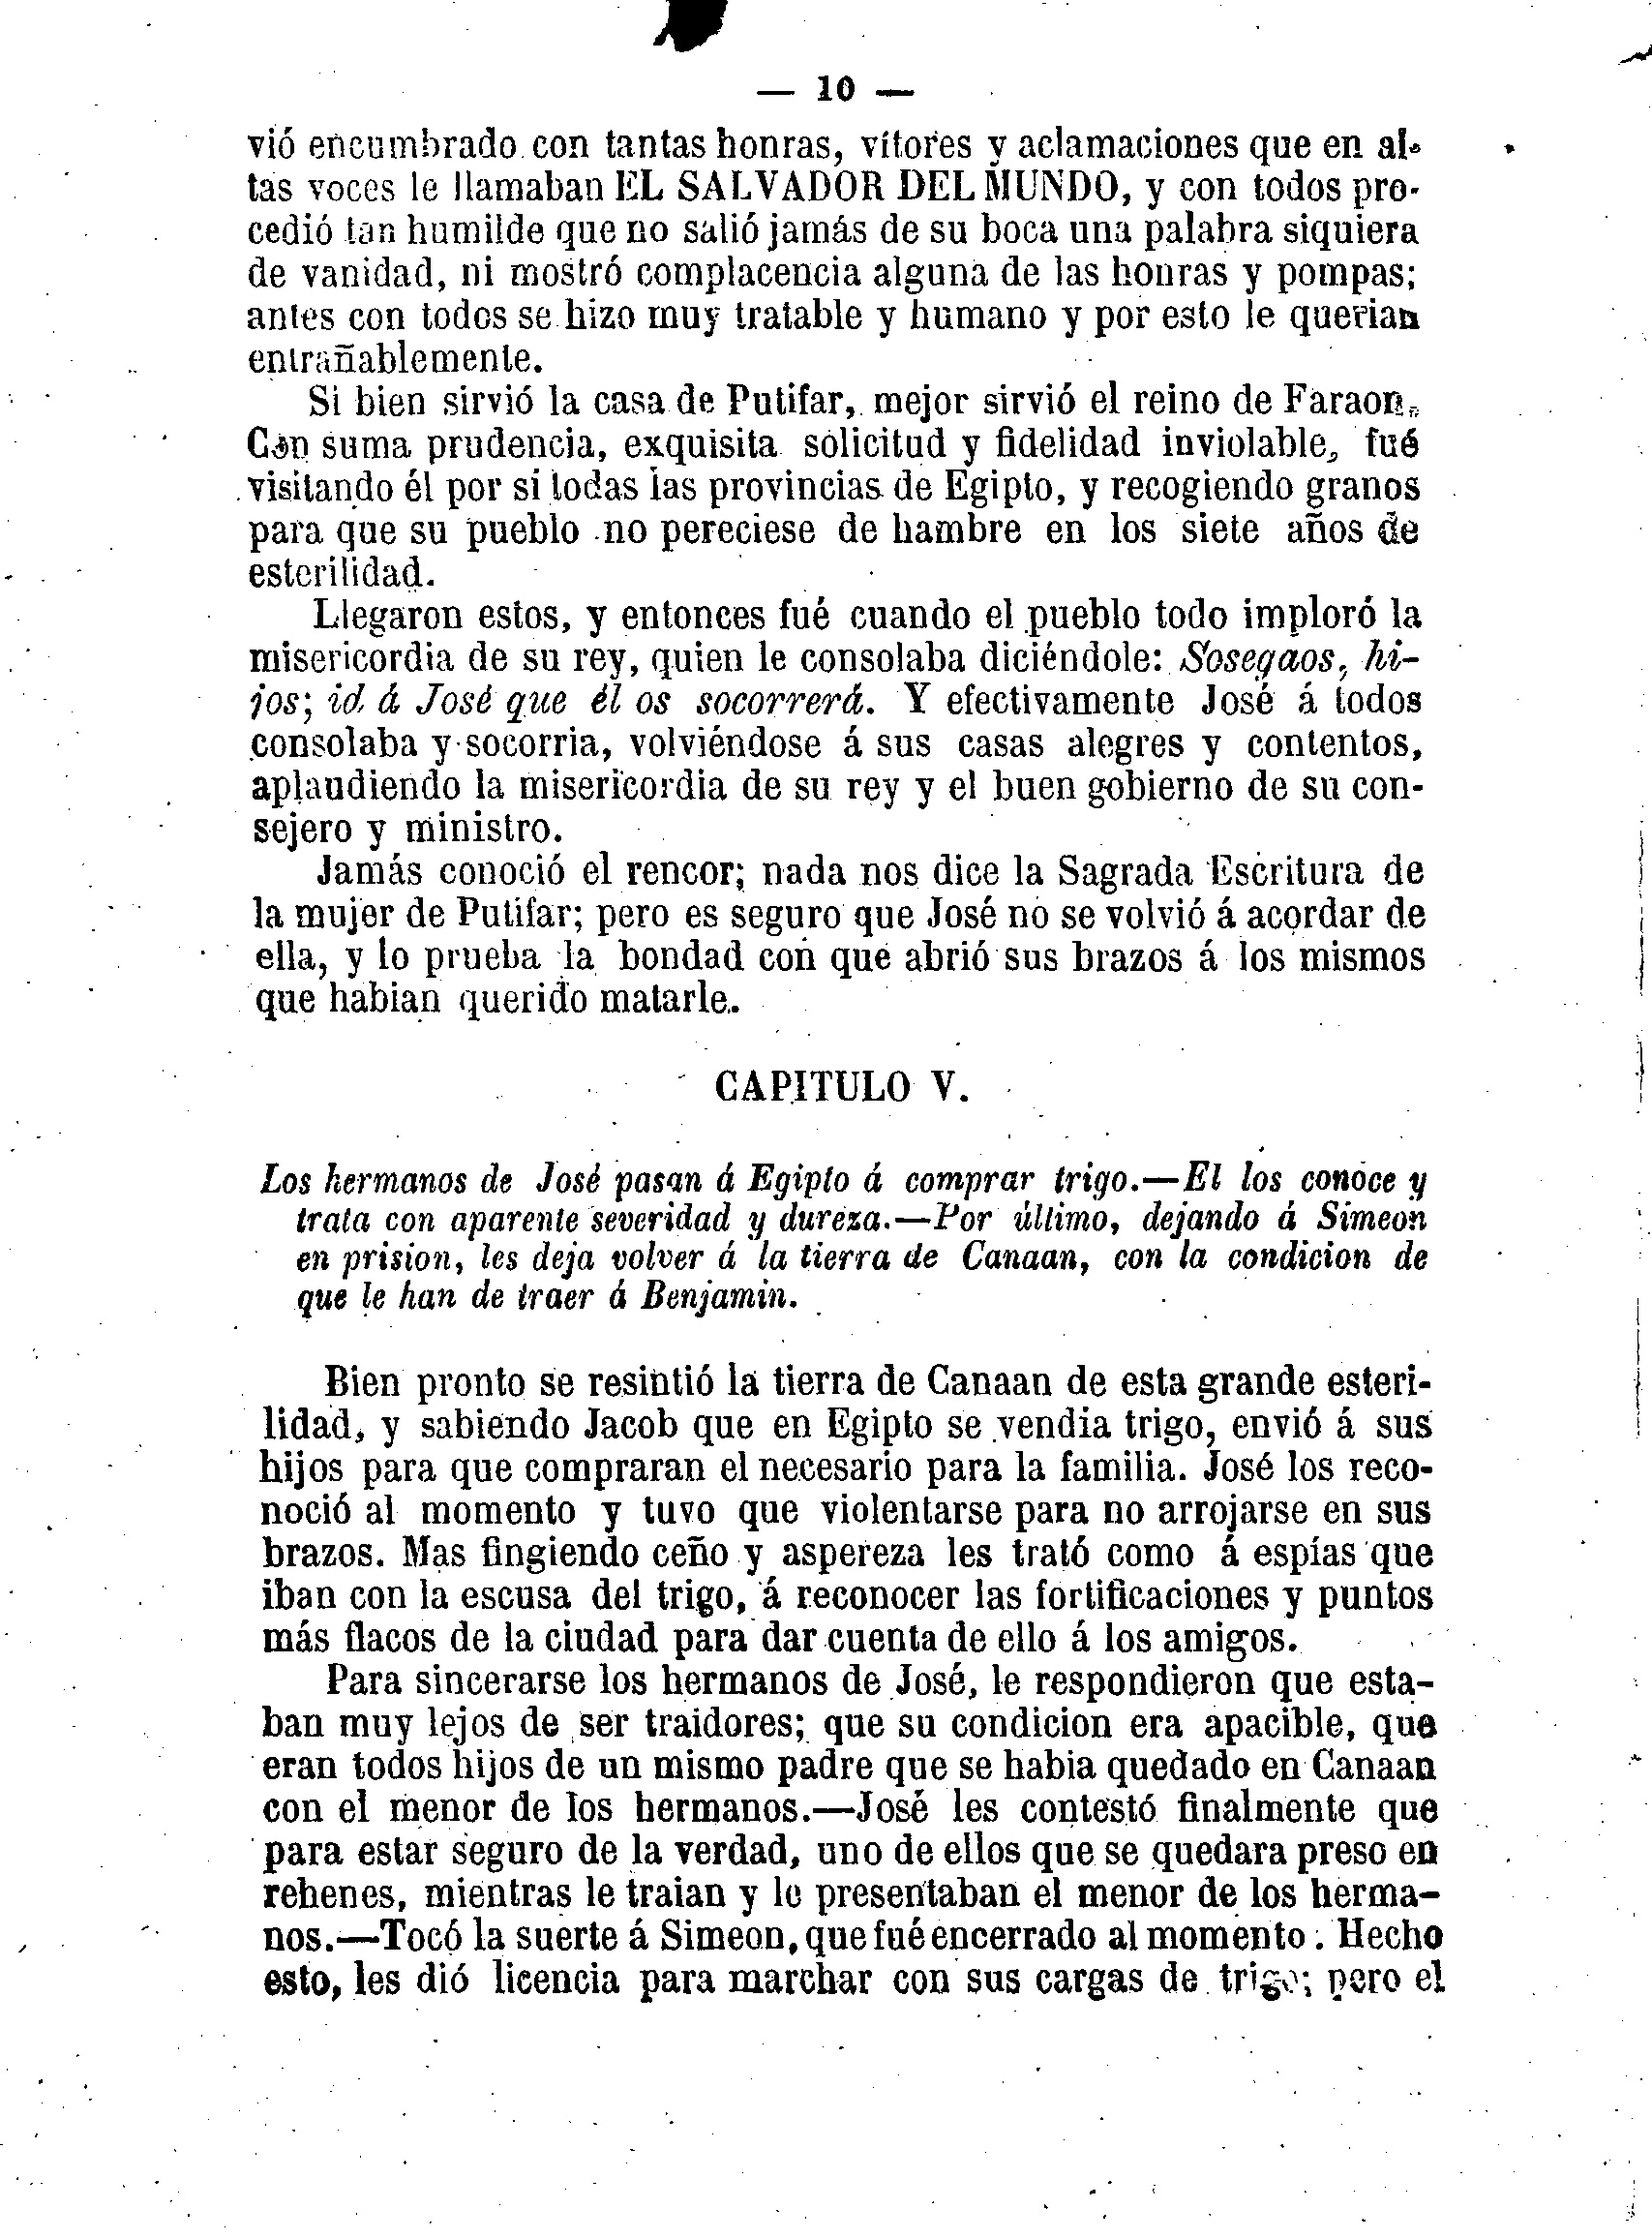 — 10 —
vió encumbrado con tantas honras, vítores y aclamaciones que en al-
tas voces le llamaban EL SALVADOR DEL MUNDO, y con todos pro-
cedió tan humilde que no salió jamás de su boca una palabra siquiera
de vanidad, ni mostró complacencia alguna de las honras y pompas;
antes con todos se hizo muy tratable y humano y por esto le querian
entrañablemente.
Si bien sirvió la casa de Putifar, mejor sirvió el reino de Faraon.
Con suma prudencia, exquisita solicitud y fidelidad inviolable, fué
visitando él por sí todas las provincias de Egipto, y recogiendo granos
para que su pueblo no pereciese de hambre en los siete años de
esterilidad.
Llegaron estos, y entonces fué cuando el pueblo todo imploró la
misericordia de su rey, quien le consolaba diciéndole: Sosegaos, hi-
jos; id á José que él os socorrerá. Y efectivamente José á todos
consolaba y socorria, volviéndose á sus casas alegres y contentos,
aplaudiendo la misericordia de su rey y el buen gobierno de su con-
sejero y ministro.
Jamás conoció el rencor; nada nos dice la Sagrada Escritura de
la mujer de Putifar; pero es seguro que José no se volvió á acordar de
ella, y lo prueba la bondad con que abrió sus brazos á los mismos
que habian querido matarle.
CAPITULO V.
Los hermanos de José pasan á Egipto á comprar trigo.—El los conoce y
trata con aparente severidad y dureza.—Por último, dejando á Simeon
en prision, les deja volver á la tierra de Canaan, con la condicion de
que le han de traer á Benjamin.
Bien pronto se resintió la tierra de Canaan de esta grande esteri-
lidad, y sabiendo Jacob que en Egipto se vendia trigo, envió á sus
hijos para que compraran el necesario para la familia. José los reco-
noció al momento y tuvo que violentarse para no arrojarse en sus
brazos. Mas fingiendo ceño y aspereza les trató como á espías que
iban con la escusa del trigo, á reconocer las fortificaciones y puntos
más flacos de la ciudad para dar cuenta de ello á los amigos.
Para sincerarse los hermanos de José, le respondieron que esta-
ban muy lejos de ser traidores; que su condicion era apacible, que
eran todos hijos de un mismo padre que se habia quedado en Canaan
con el menor de los hermanos.—José les contestó finalmente que
para estar seguro de la verdad, uno de ellos que se quedara preso en
rehenes, mientras le traian y le presentaban el menor de los herma-
nos.—Tocó la suerte á Simeon, que fué encerrado al momento. Hecho
esto, les dió licencia para marchar con sus cargas de trigo; pero el